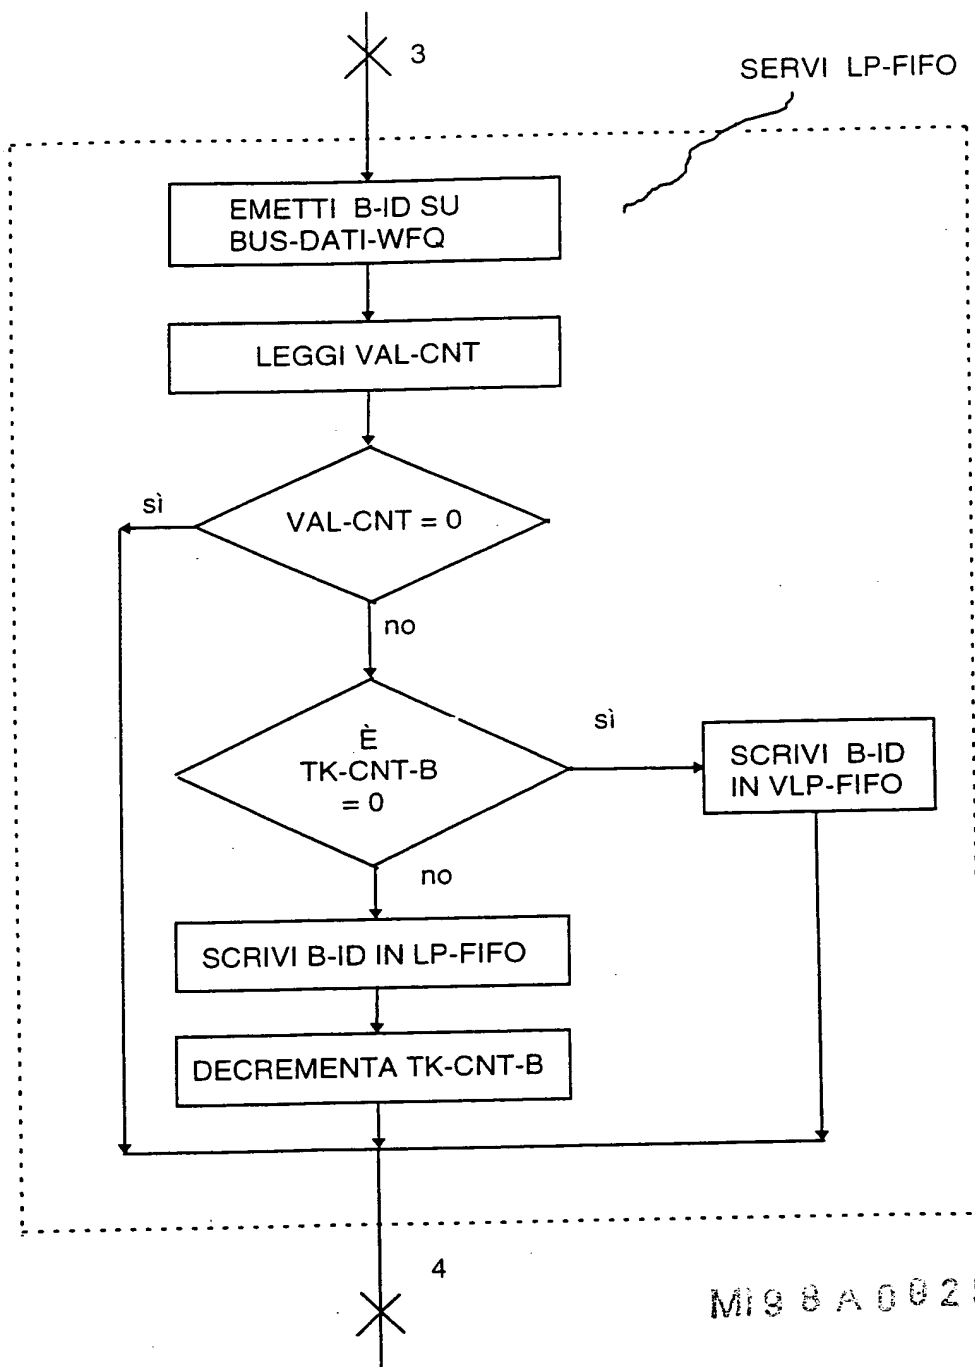 3
SERVI LP-FIFO
EMETTI B-ID SU
BUS-DATI-WFQ
LEGGI VAL-CNT
VAL-CNT = 0
sì
no
È
TK-CNT-B
= 0
sì
SCRIVI B-ID
IN VLP-FIFO
no
SCRIVI B-ID IN LP-FIFO
DECREMENTA TK-CNT-B
4